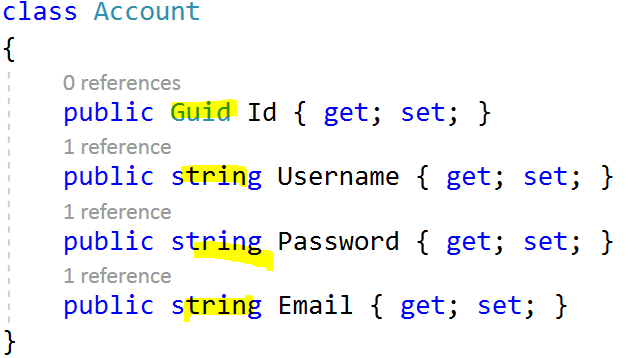 class Account
{
0 references
public Guid Id { get; set; }
1 reference
public string Username { get; set; }
1 reference
public string Password { get; set; }
1 reference
public string Email { get; set; }
}